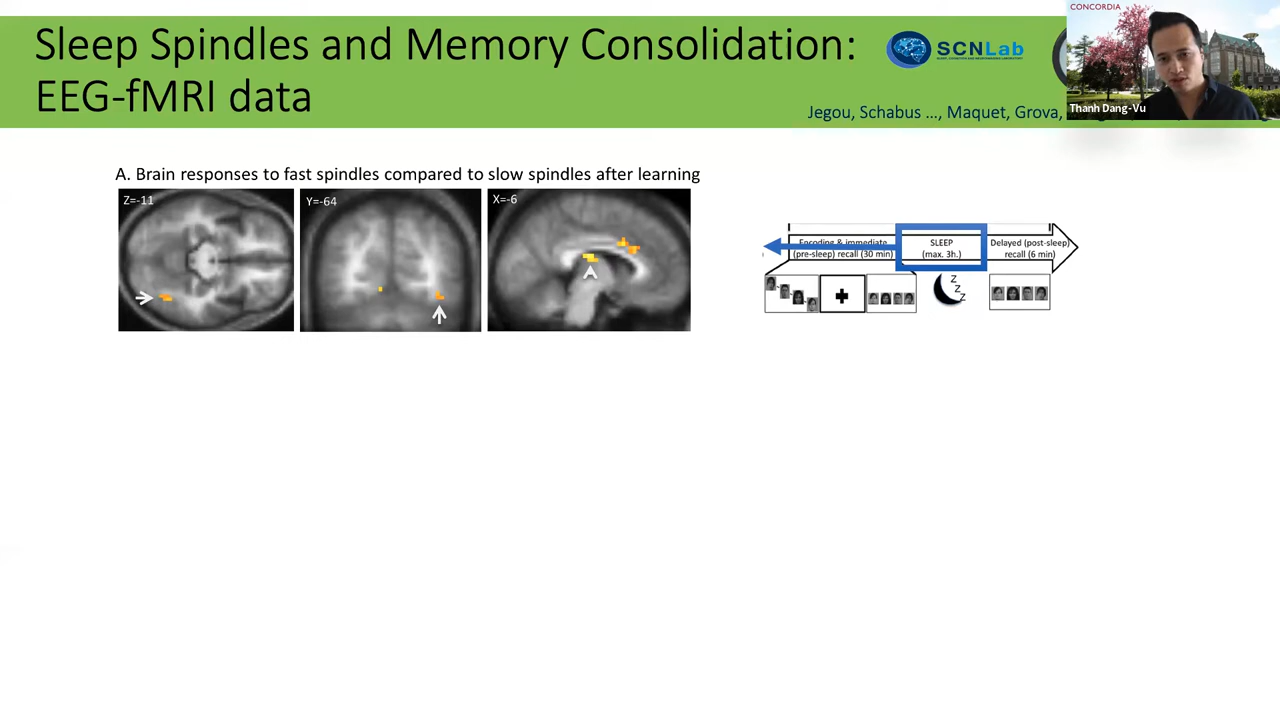 Sleep Spindles and Memory Consolidation:
EEG-fMRI data
SCNLab
CONCORDIA
Thanh Dang-Vu
Jegou, Schabus ..., Maquet, Grova,
A. Brain responses to fast spindles compared to slow spindles after learning
Z=-11
Y=-64
X=-6
Encoding & immediate
(pre-sleep) recall (30 min)
SLEEP
(max. 3h.)
Delayed (post-sleep)
recall (6 min)
Z
Z
Z